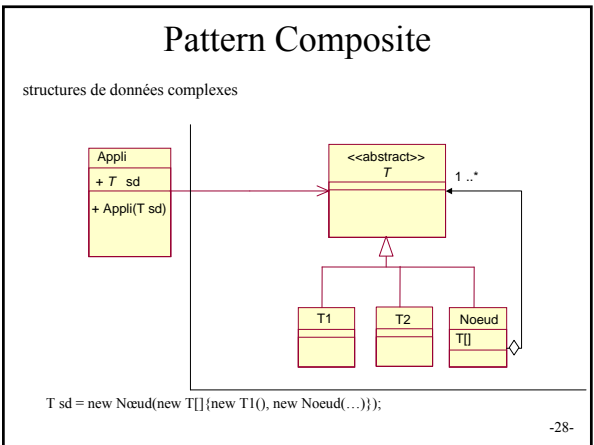 Pattern Composite
structures de données complexes
Appli
+ T sd
+ Appli(T sd)
<<abstract>>
T
1 ..*
T1
T2
Noeud
T[]
T sd = new Nœud(new T[]{new T1(), new Noeud(…)});
-28-